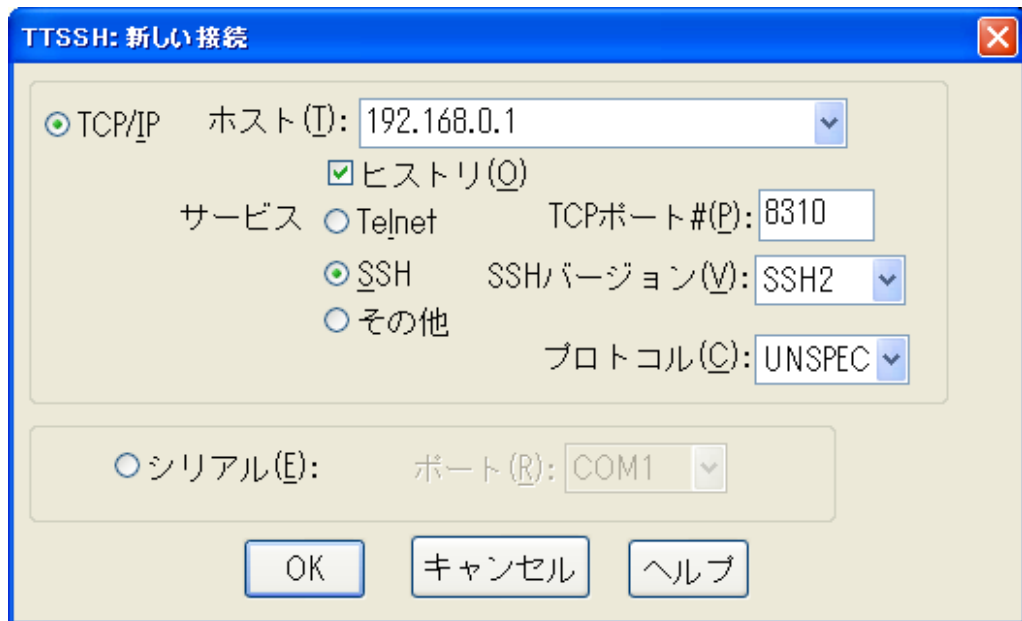 TTSSH: 新しい接続
TCP/IP ホスト(T): 192.168.0.1
ヒストリ(O)
サービス Telnet TCPポート#(P): 8310
SSH SSHバージョン(V): SSH2
その他
プロトコル(C): UNSPEC
シリアル(E): ポート(R): COM1
OK キャンセル ヘルプ